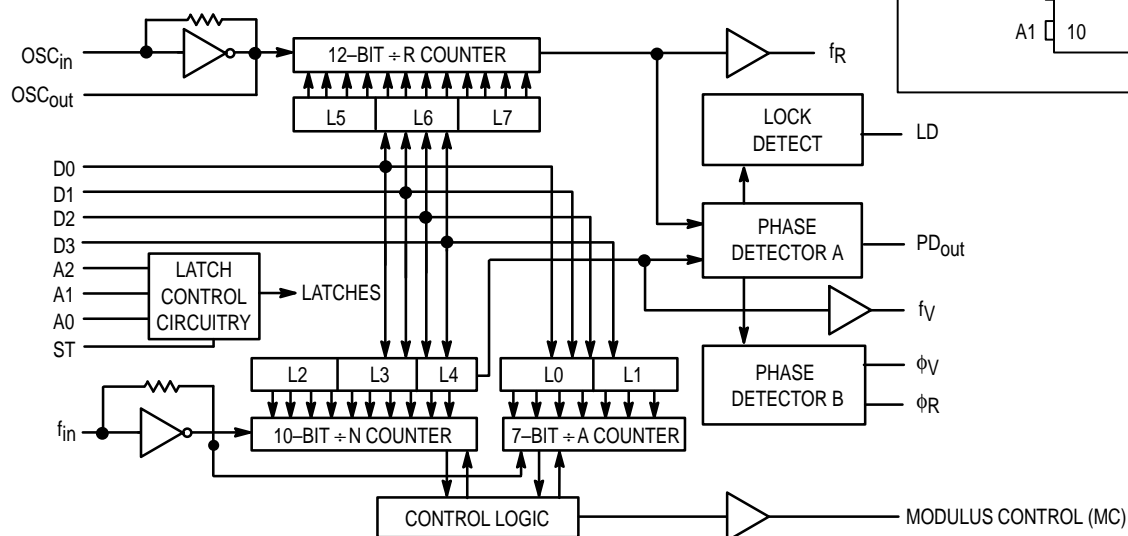 A1 10
OSCin
12–BIT ÷ R COUNTER
fR
OSCout
L5 L6 L7
LOCK
DETECT
LD
D0
D1
D2
D3
PHASE
DETECTOR A
PDout
A2
A1
A0
ST
LATCH
CONTROL
CIRCUITRY
LATCHES
fV
L2 L3 L4
L0 L1
PHASE
DETECTOR B
ϕV
ϕR
fin
10–BIT ÷ N COUNTER
7–BIT ÷ A COUNTER
CONTROL LOGIC
MODULUS CONTROL (MC)